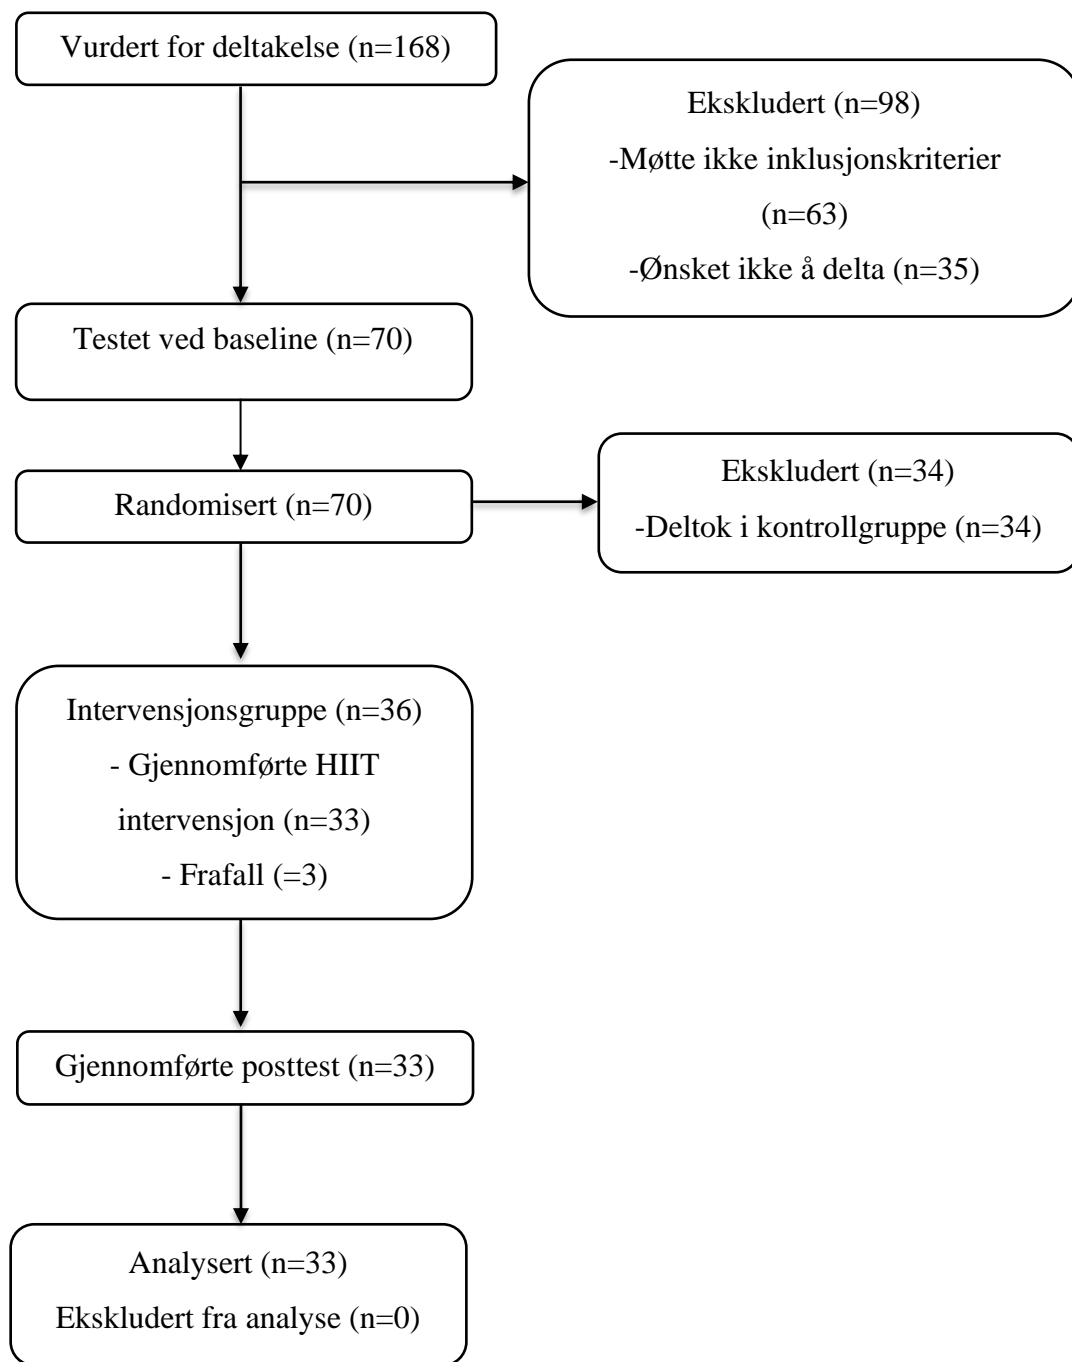 Vurdert for deltakelse (n=168)
Ekskludert (n=98)
-Møtte ikke inklusjonskriterier
(n=63)
-Ønsket ikke å delta (n=35)
Testet ved baseline (n=70)
Randomisert (n=70)
Ekskludert (n=34)
-Deltok i kontrollgruppe (n=34)
Intervensjonsgruppe (n=36)
- Gjennomførte HIIT
intervensjon (n=33)
- Frafall (=3)
Gjennomførte posttest (n=33)
Analysert (n=33)
Ekskludert fra analyse (n=0)